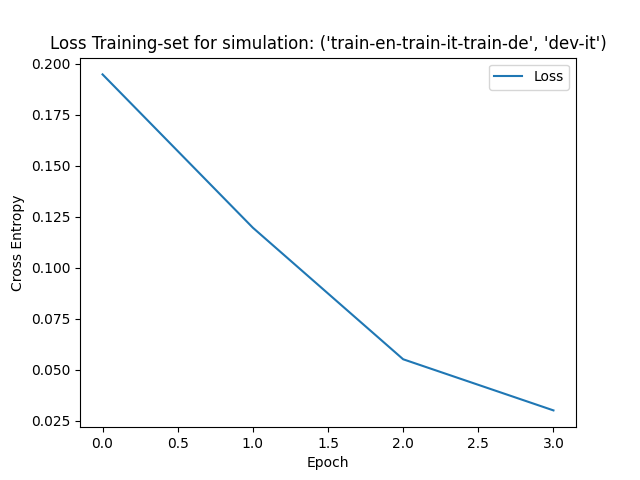 Loss Training-set for simulation: ('train-en-train-it-train-de', 'dev-it')
Loss
0.200
0.175
0.150
0.125
0.100
0.075
0.050
0.025
Cross Entropy
0.0 0.5 1.0 1.5 2.0 2.5 3.0
Epoch